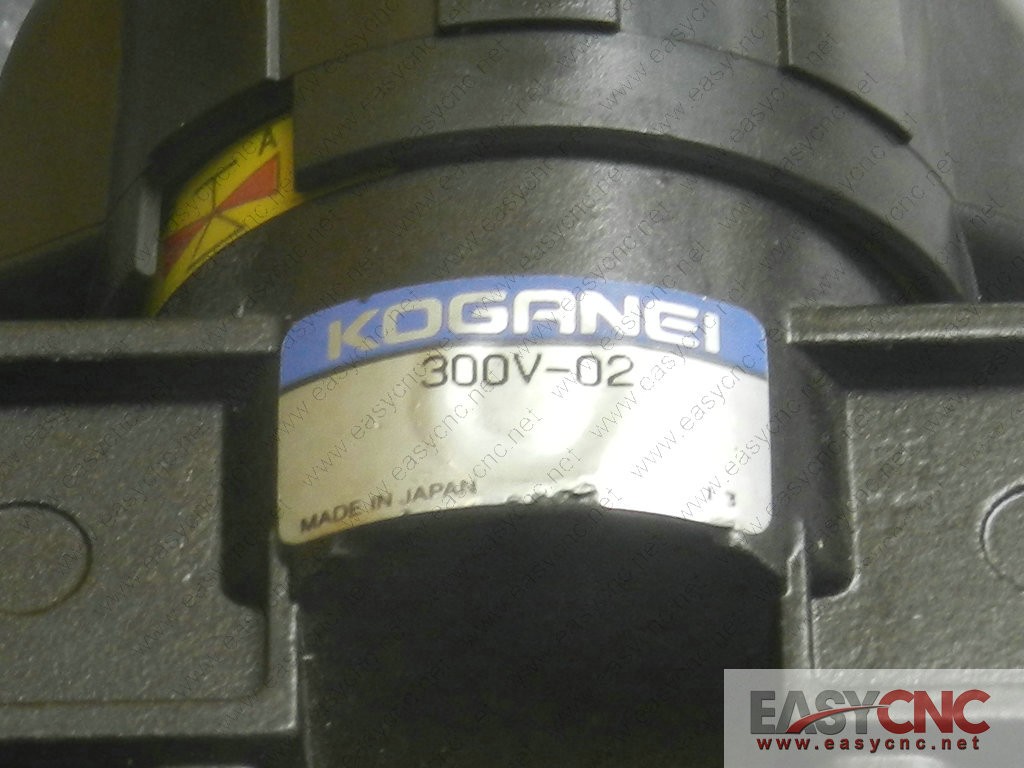 A
KOGANEI
300V-02
MADE IN JAPAN
EASYCNC
www.easycnc.net